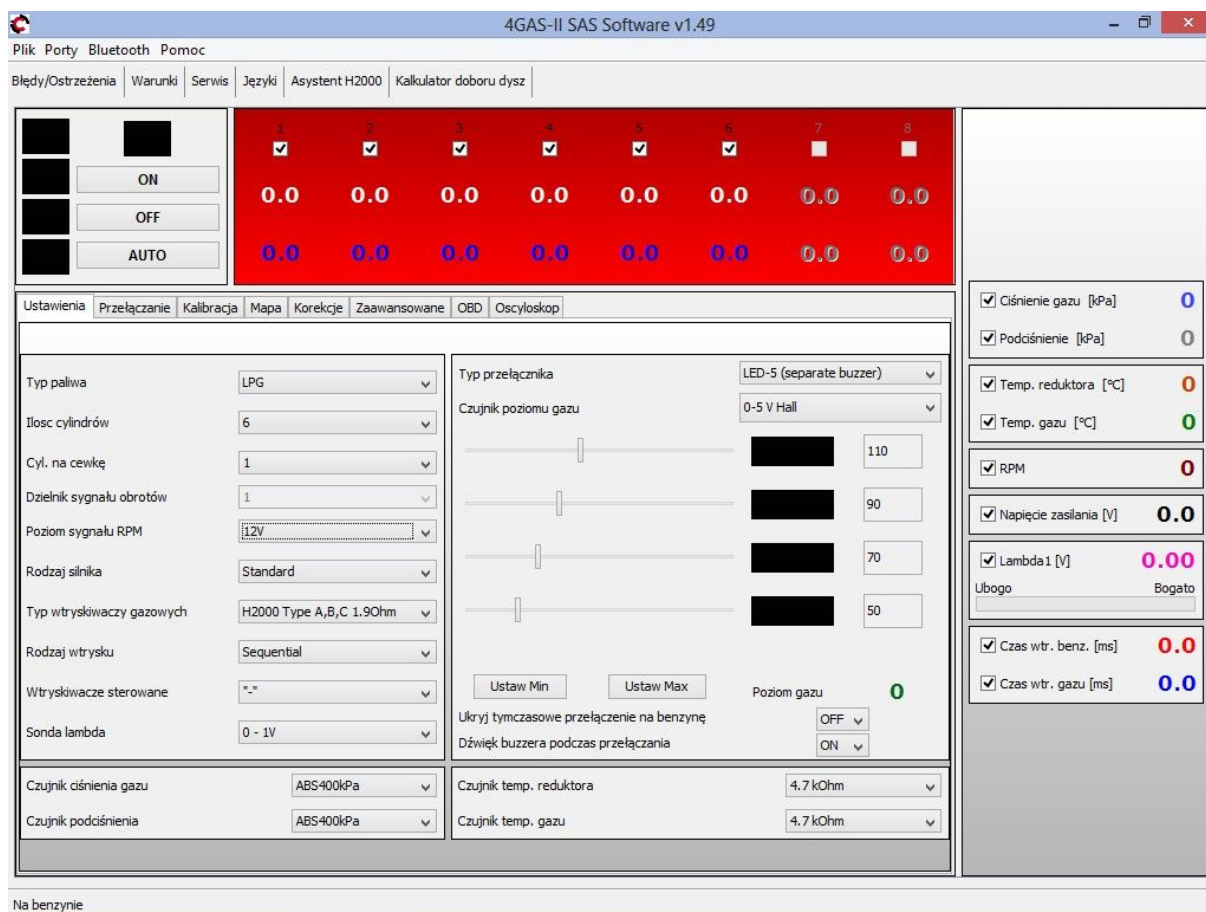 4GAS-II SAS Software v1.49
Plik Porty Bluetooth Pomoc
Błędy/Ostrzeżenia Warunki Serwis Języki Asystent H2000 Kalkulator doboru dysz
1 2 3 4 5 6 7 8
ON
0.0 0.0 0.0 0.0 0.0 0.0 0.0 0.0
OFF
AUTO
0.0 0.0 0.0 0.0 0.0 0.0 0.0 0.0
Ustawienia Przełączanie Kalibracja Mapa Korekcje Zaawansowane OBD Oscyloskop
Typ paliwa LPG
Ilosc cylindrów 6
Cyl. na cewkę 1
Dzielnik sygnału obrotów 1
Poziom sygnału RPM 12V
Rodzaj silnika Standard
Typ wtryskiwaczy gazowych H2000 Type A,B,C 1.9Ohm
Rodzaj wtrysku Sequential
Wtryskiwacze sterowane "-"
Sonda lambda 0 - 1V
Typ przełącznika LED-5 (separate buzzer)
Czujnik poziomu gazu 0-5 V Hall
110
90
70
50
Ustaw Min Ustaw Max Poziom gazu 0
Ukryj tymczasowe przełączenie na benzynę OFF
Dźwięk buzzera podczas przełączania ON
Czujnik ciśnienia gazu ABS400kPa
Czujnik podciśnienia ABS400kPa
Czujnik temp. reduktora 4.7 kOhm
Czujnik temp. gazu 4.7 kOhm
Ciśnienie gazu [kPa] 0
Podciśnienie [kPa] 0
Temp. reduktora [ºC] 0
Temp. gazu [ºC] 0
RPM 0
Napięcie zasilania [V] 0.0
Lambda1 [V] 0.00
Ubogo Bogato
Czas wtr. benz. [ms] 0.0
Czas wtr. gazu [ms] 0.0
Na benzynie